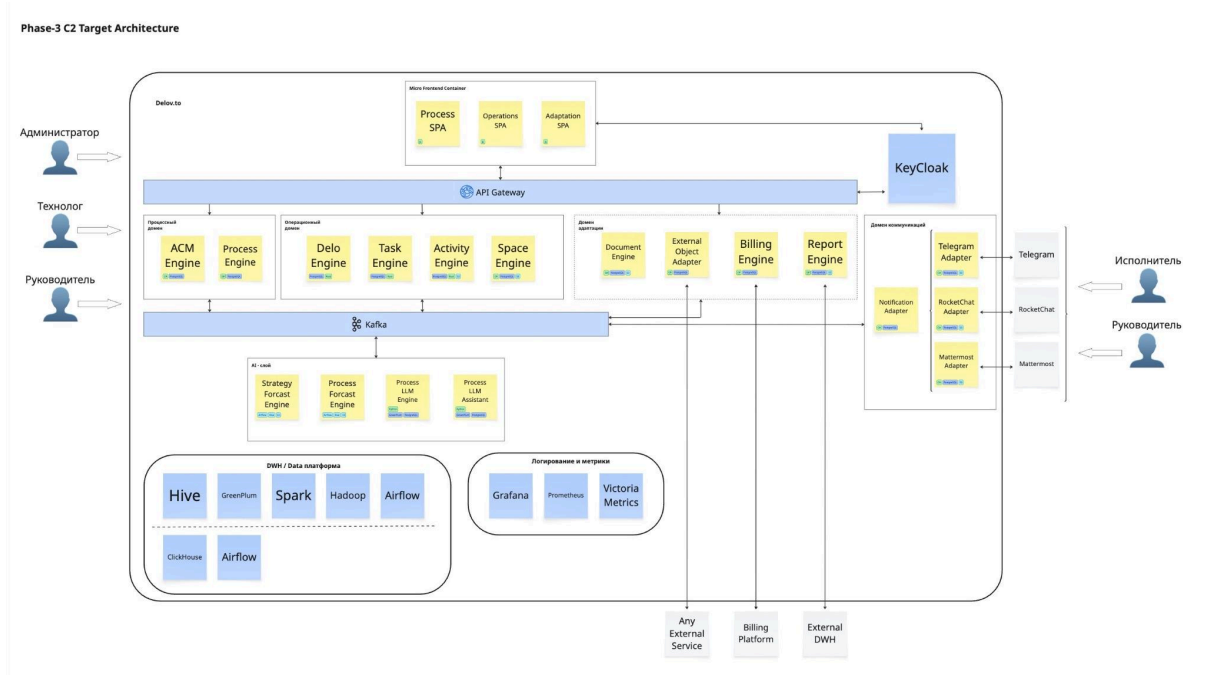 Phase-3 C2 Target Architecture
Delov.to
Micro Frontend Container
Process
SPA
Operations
SPA
Adaptation
SPA
Администратор
KeyCloak
API Gateway
Технолог
Процессный
домен
ACM
Engine
Process
Engine
Операционный
домен
Delo
Engine
Task
Engine
Activity
Engine
Space
Engine
Домен
адаптации
Document
Engine
External
Object
Adapter
Billing
Engine
Report
Engine
Домен коммуникаций
Telegram
Adapter
Telegram
Notification
Adapter
RocketChat
Adapter
RocketChat
Mattermost
Adapter
Mattermost
Исполнитель
Руководитель
Руководитель
Kafka
AI - слой
Strategy
Forcast
Engine
Process
Forcast
Engine
Process
LLM
Engine
Process
LLM
Assistant
DWH / Data платформа
Hive
GreenPlum
Spark
Hadoop
Airflow
ClickHouse
Airflow
Логирование и метрики
Grafana
Prometheus
Victoria
Metrics
Any
External
Service
Billing
Platform
External
DWH